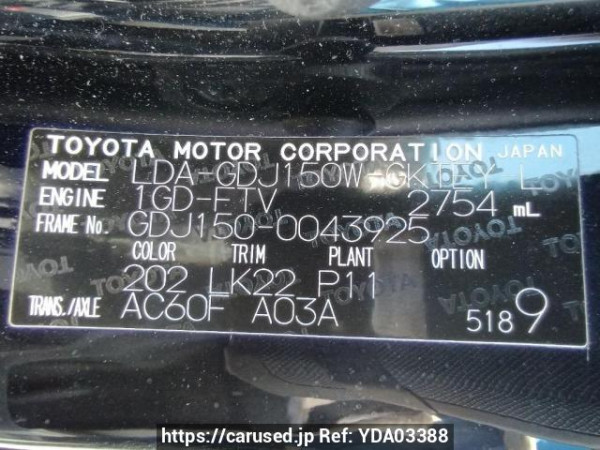 TOYOTA MOTOR CORPORATION JAPAN
MODEL LDA-GDJ150W-GKTEY L
ENGINE 1GD-FTV 2754 mL
FRAME No. GDJ150-0043925
COLOR TRIM PLANT OPTION
202 LK22 P11
TRANS./AXLE AC60F A03A
5189
https://carused.jp Ref: YDA03388